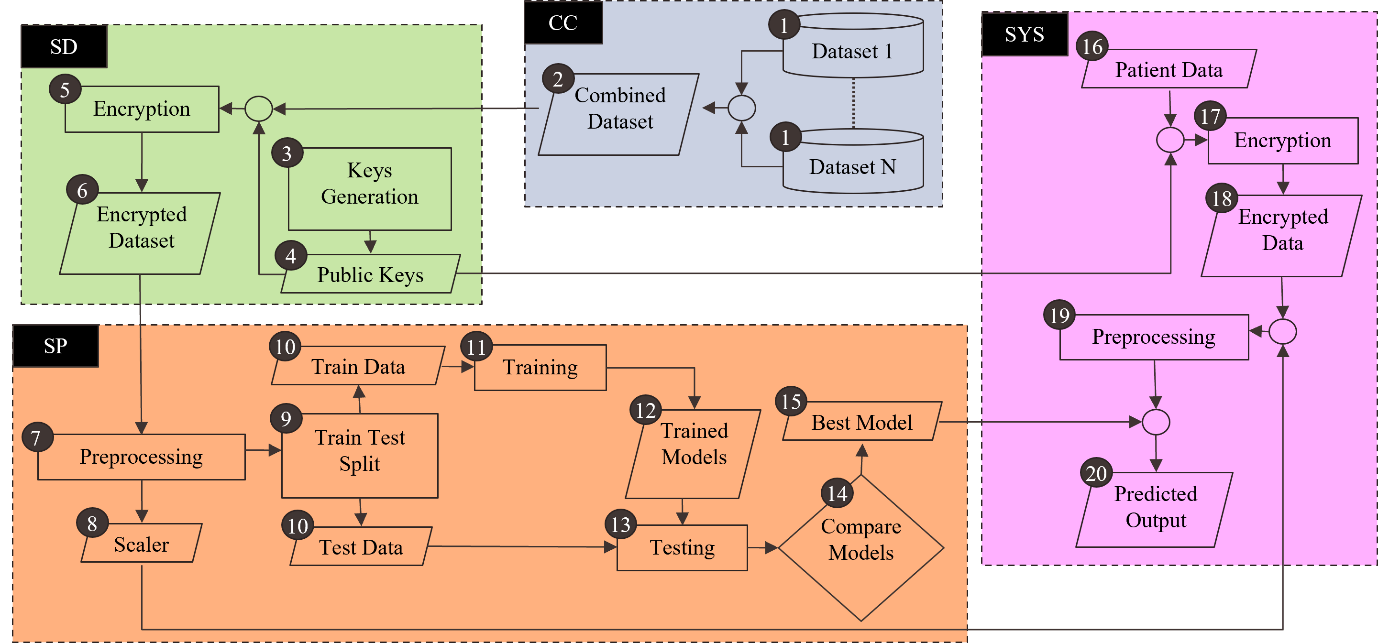 SD
5
Encryption
6
Encrypted
Dataset
3
Keys
Generation
4
Public Keys
CC
1
Dataset 1
2
Combined
Dataset
1
Dataset N
SYS
16
Patient Data
17
Encryption
18
Encrypted
Data
19
Preprocessing
20
Predicted
Output
SP
7
Preprocessing
8
Scaler
9
Train Test
Split
10
Train Data
10
Test Data
11
Training
12
Trained
Models
13
Testing
14
Compare
Models
15
Best Model